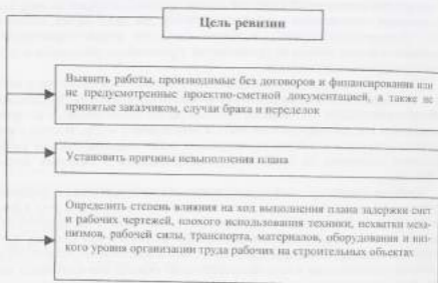 Цель ревизии
Выявить работы, производимые без договоров и финансирования или
не предусмотренные проектно-сметной документацией, а также не
принятые заказчиком, случаи брака и переделок
Установить причины невыполнения плана
Определить степень влияния на ход выполнения плана задержки смет
и рабочих чертежей, плохого использования техники, нехватки меха-
низмов, рабочей силы, транспорта, материалов, оборудования и низ-
кого уровня организации труда рабочих на строительных объектах